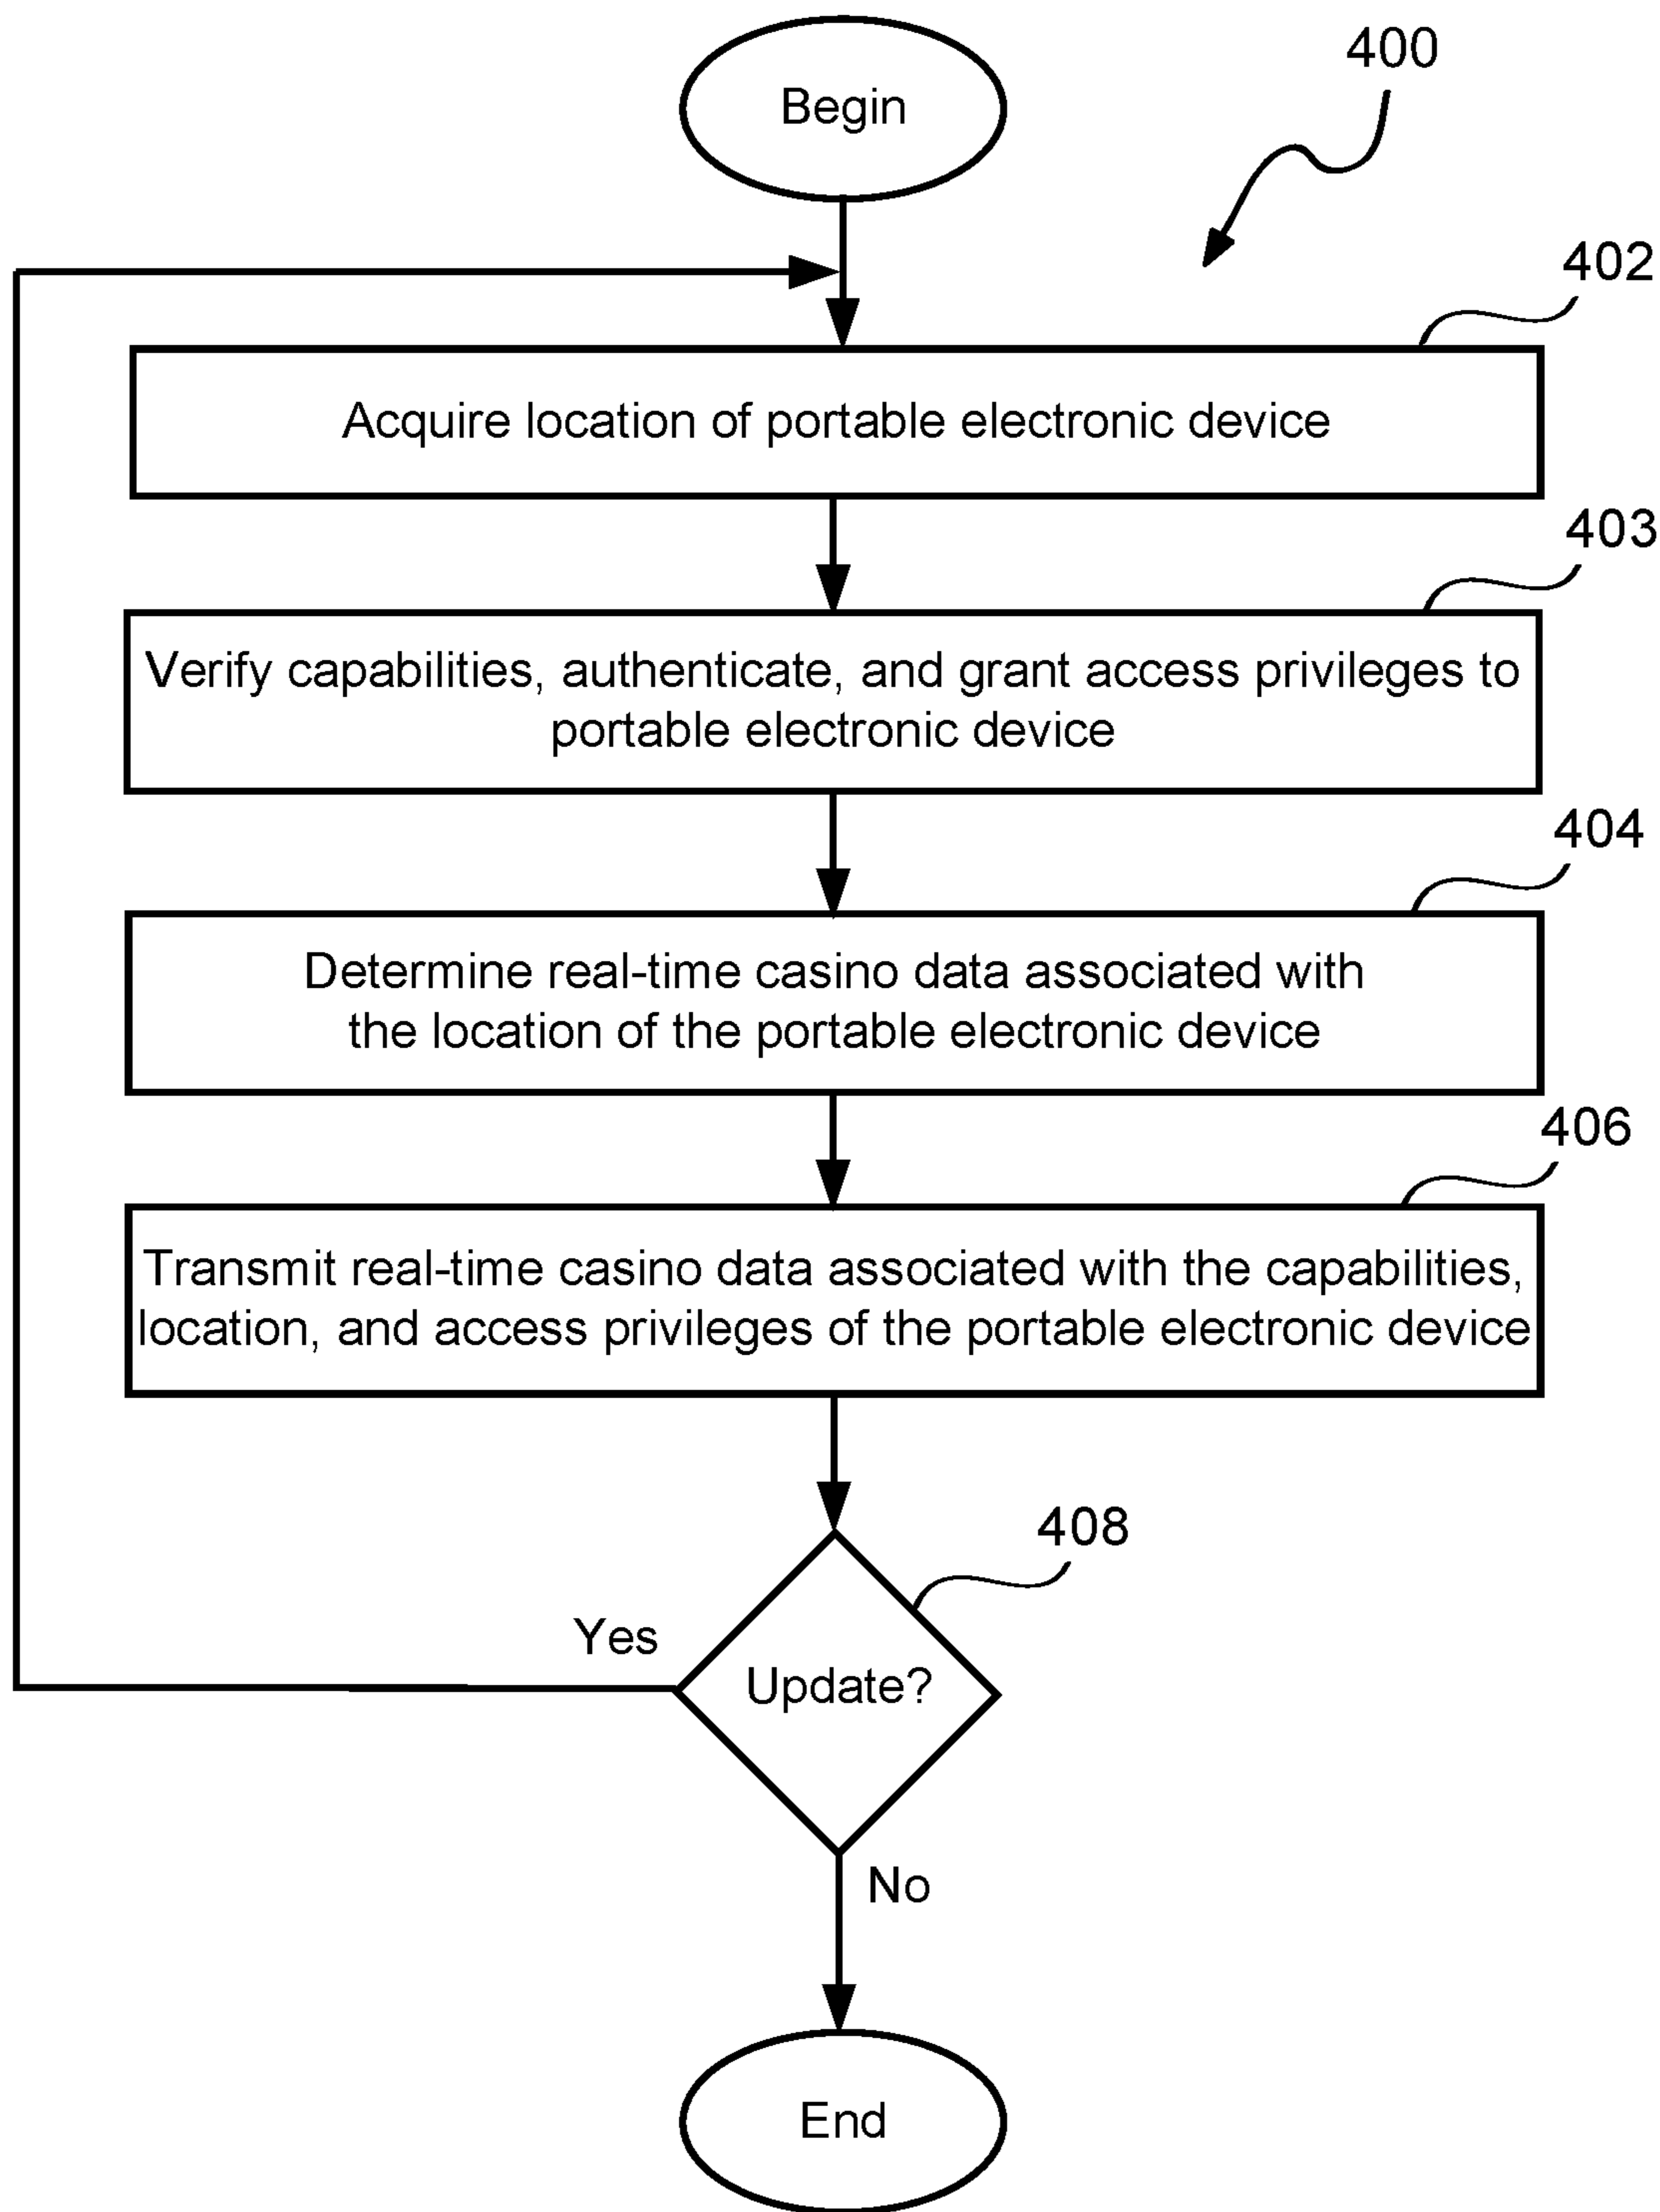 Begin
400
402
Acquire location of portable electronic device
403
Verify capabilities, authenticate, and grant access privileges to
portable electronic device
404
Determine real-time casino data associated with
the location of the portable electronic device
406
Transmit real-time casino data associated with the capabilities,
location, and access privileges of the portable electronic device
408
Yes
Update?
No
End